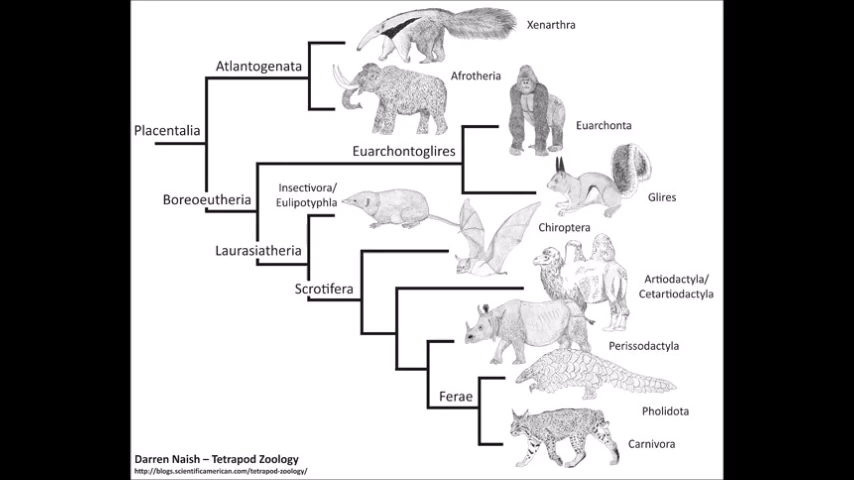 Xenarthra
Atlantogenata
Afrotheria
Placentalia
Euarchonta
Euarchontoglires
Glires
Boreoeutheria
Insectivora/
Eulipotyphla
Chiroptera
Laurasiatheria
Scrotifera
Artiodactyla/
Cetartiodactyla
Perissodactyla
Ferae
Pholidota
Carnivora
Darren Naish – Tetrapod Zoology
http://blogs.scientificamerican.com/tetrapod-zoology/